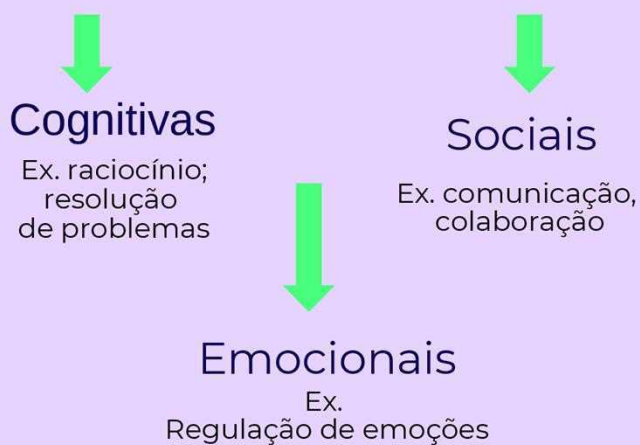 Cognitivas
Ex. raciocínio;
resolução
de problemas
Sociais
Ex. comunicação,
colaboração
Emocionais
Ex.
Regulação de emoções